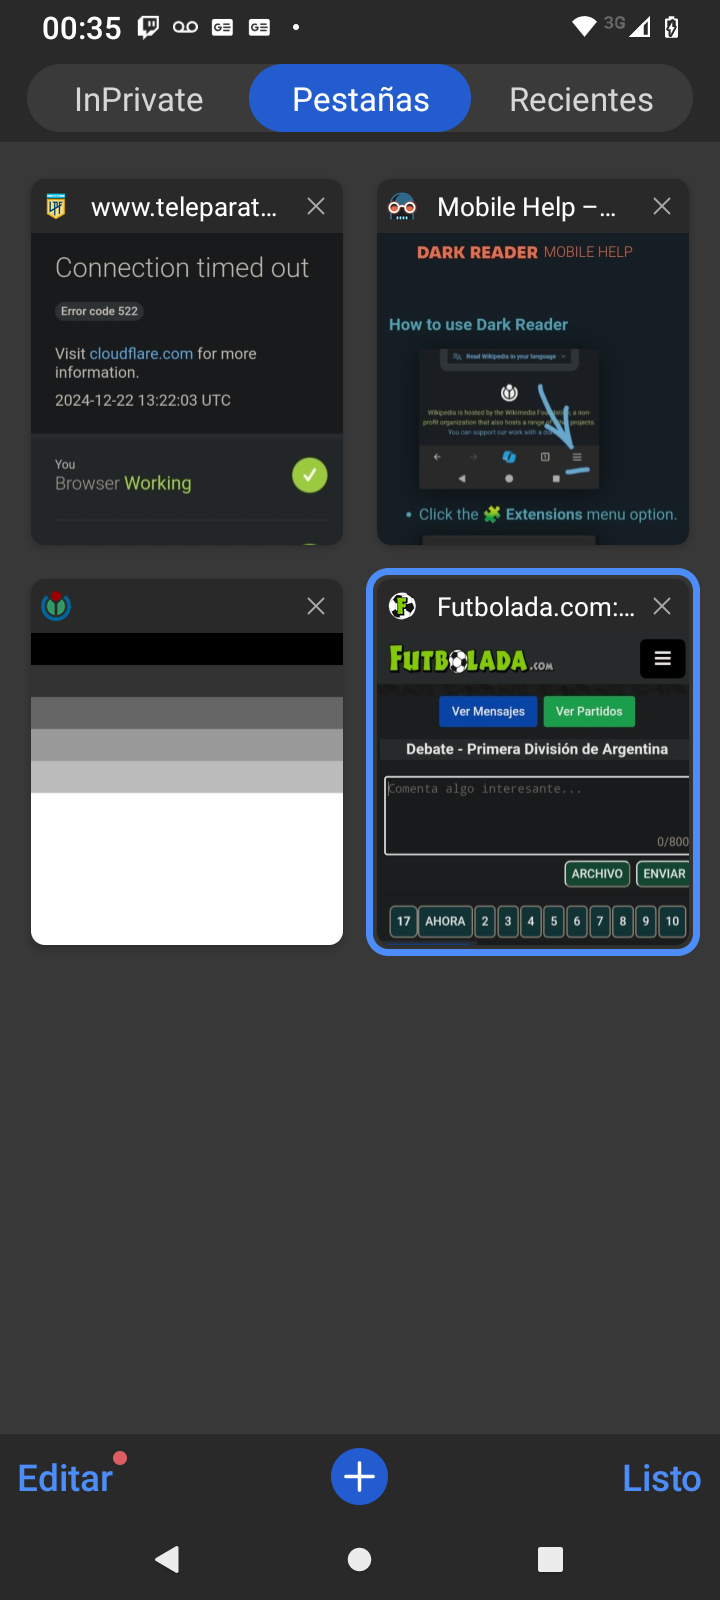 00:35
3G
InPrivate
Pestañas
Recientes
www.teleparat...
Connection timed out
Error code 522
Visit cloudflare.com for more
information.
2024-12-22 13:22:03 UTC
You
Browser Working
Mobile Help –...
DARK READER MOBILE HELP
How to use Dark Reader
Read Wikipedia in your language
Wikipedia is hosted by the Wikimedia Foundation, a non-
profit organization that also hosts a range of other projects.
You can support our work with a
• Click the Extensions menu option.
Futbolada.com:...
FUTBOLADA.COM
Ver Mensajes
Ver Partidos
Debate - Primera División de Argentina
Comenta algo interesante...
0/800
ARCHIVO
ENVIAR
17 AHORA 2 3 4 5 6 7 8 9 10
Editar
Listo